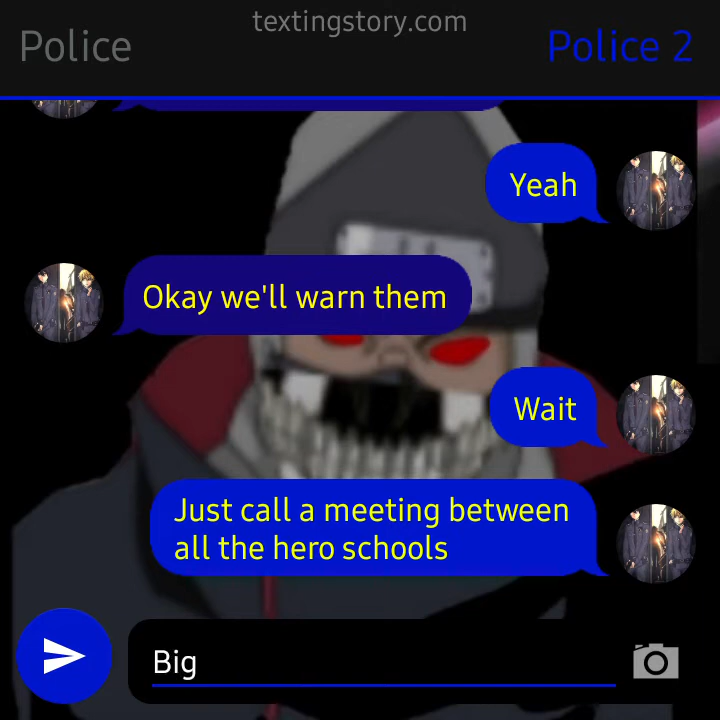 textingstory.com
Police
Police 2
Yeah
Okay we'll warn them
Wait
Just call a meeting between
all the hero schools
Big